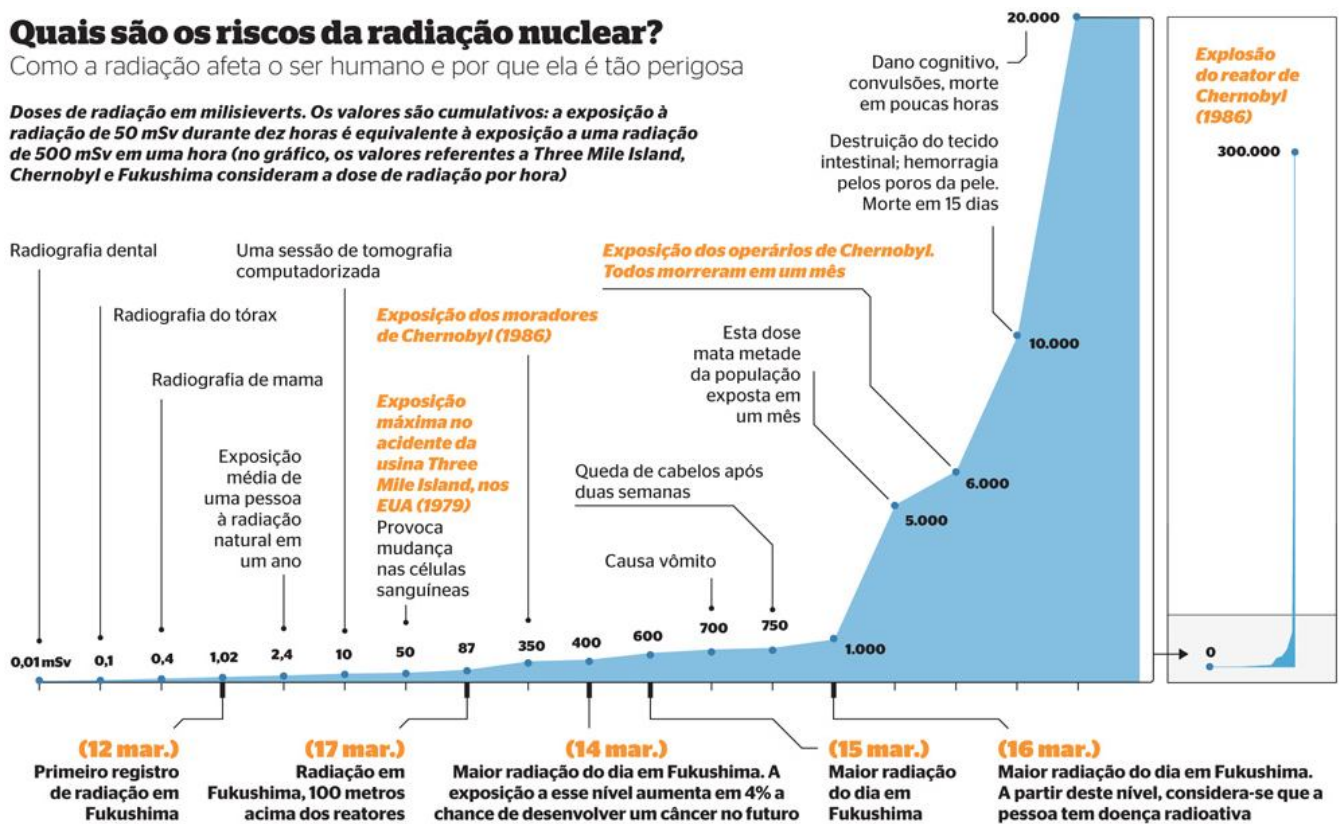 Quais são os riscos da radiação nuclear?
Como a radiação afeta o ser humano e por que ela é tão perigosa
Doses de radiação em milisieverts. Os valores são cumulativos: a exposição à
radiação de 50 mSv durante dez horas é equivalente à exposição a uma radiação
de 500 mSv em uma hora (no gráfico, os valores referentes a Three Mile Island,
Chernobyl e Fukushima consideram a dose de radiação por hora)
Radiografia dental
0,01 mSv
Radiografia do tórax
0,1
Radiografia de mama
0,4
1,02
Exposição
média de
uma pessoa
à radiação
natural em
um ano
2,4
Uma sessão de tomografia
computadorizada
10
Exposição
máxima no
acidente da
usina Three
Mile Island, nos
EUA (1979)
Provoca
mudança
nas células
sanguíneas
50
87
Exposição dos moradores
de Chernobyl (1986)
350
400
600
Causa vômito
700
Queda de cabelos após
duas semanas
750
1.000
Esta dose
mata metade
da população
exposta em
um mês
5.000
Exposição dos operários de Chernobyl.
Todos morreram em um mês
6.000
Destruição do tecido
intestinal; hemorragia
pelos poros da pele.
Morte em 15 dias
10.000
Dano cognitivo,
convulsões, morte
em poucas horas
20.000
Explosão
do reator de
Chernobyl
(1986)
300.000
0
(12 mar.)
Primeiro registro
de radiação em
Fukushima
(17 mar.)
Radiação em
Fukushima, 100 metros
acima dos reatores
(14 mar.)
Maior radiação do dia em Fukushima. A
exposição a esse nível aumenta em 4% a
chance de desenvolver um câncer no futuro
(15 mar.)
Maior radiação
do dia em
Fukushima
(16 mar.)
Maior radiação do dia em Fukushima.
A partir deste nível, considera-se que a
pessoa tem doença radioativa